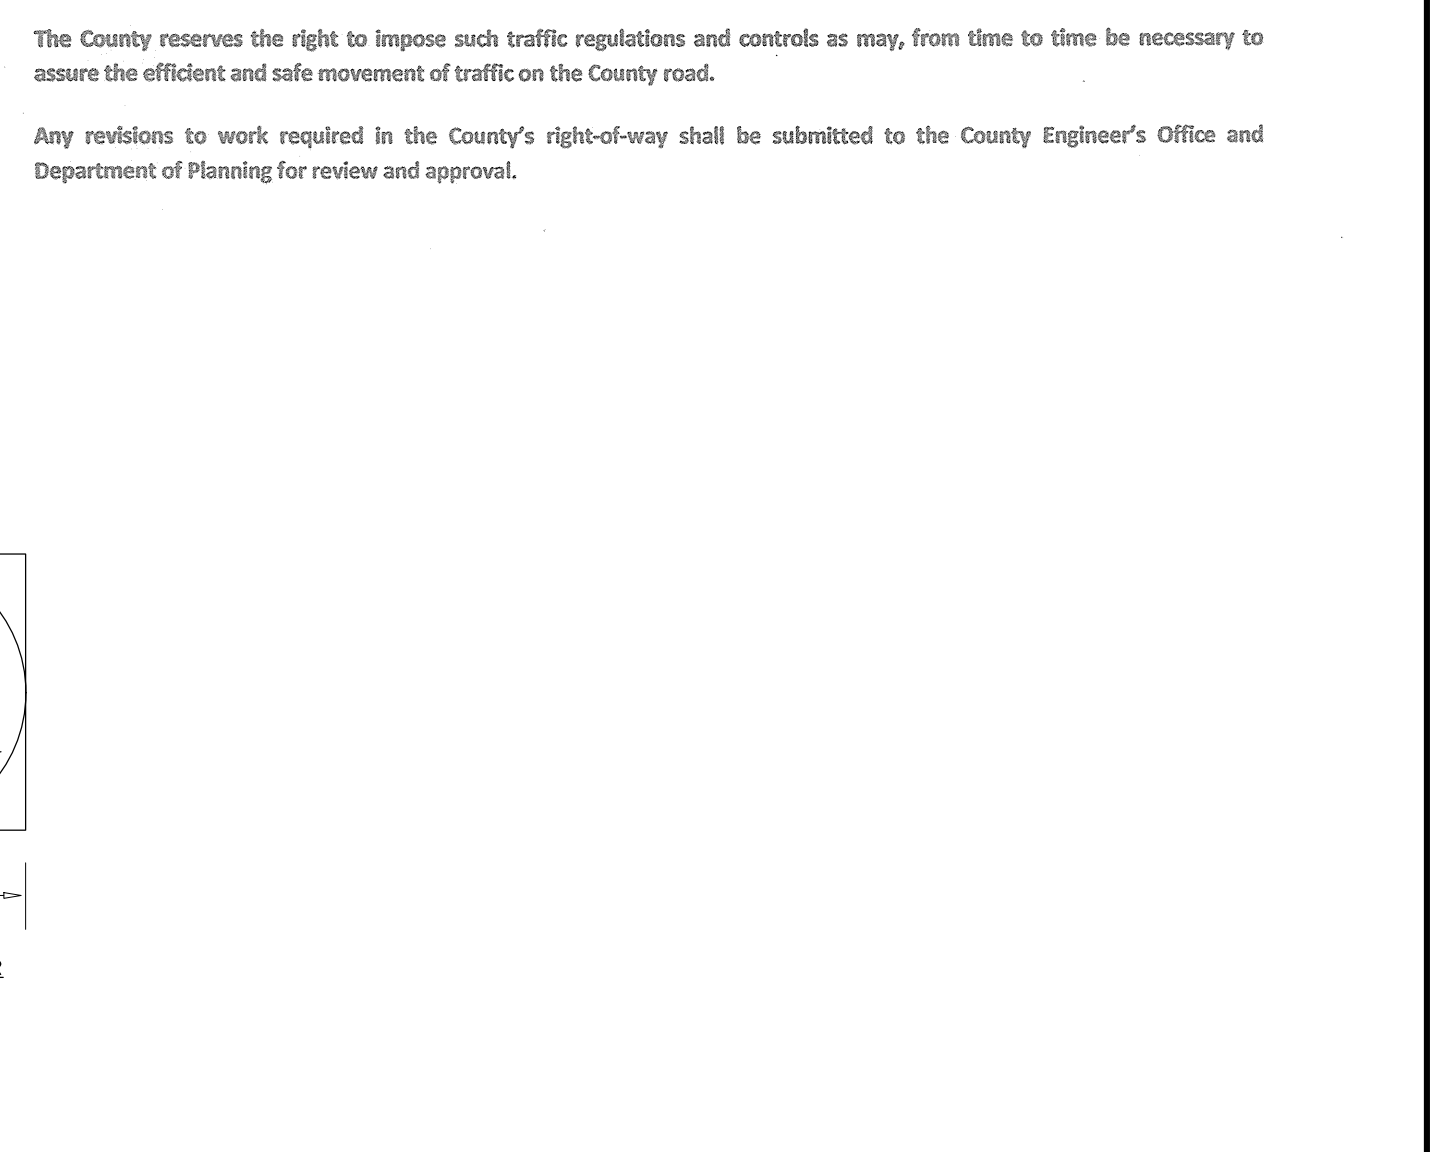 The County reserves the right to impose such traffic regulations and controls as may, from time to time be necessary to
assure the efficient and safe movement of traffic on the County road.
Any revisions to work required in the County's right-of-way shall be submitted to the County Engineer's Office and
Department of Planning for review and approval.